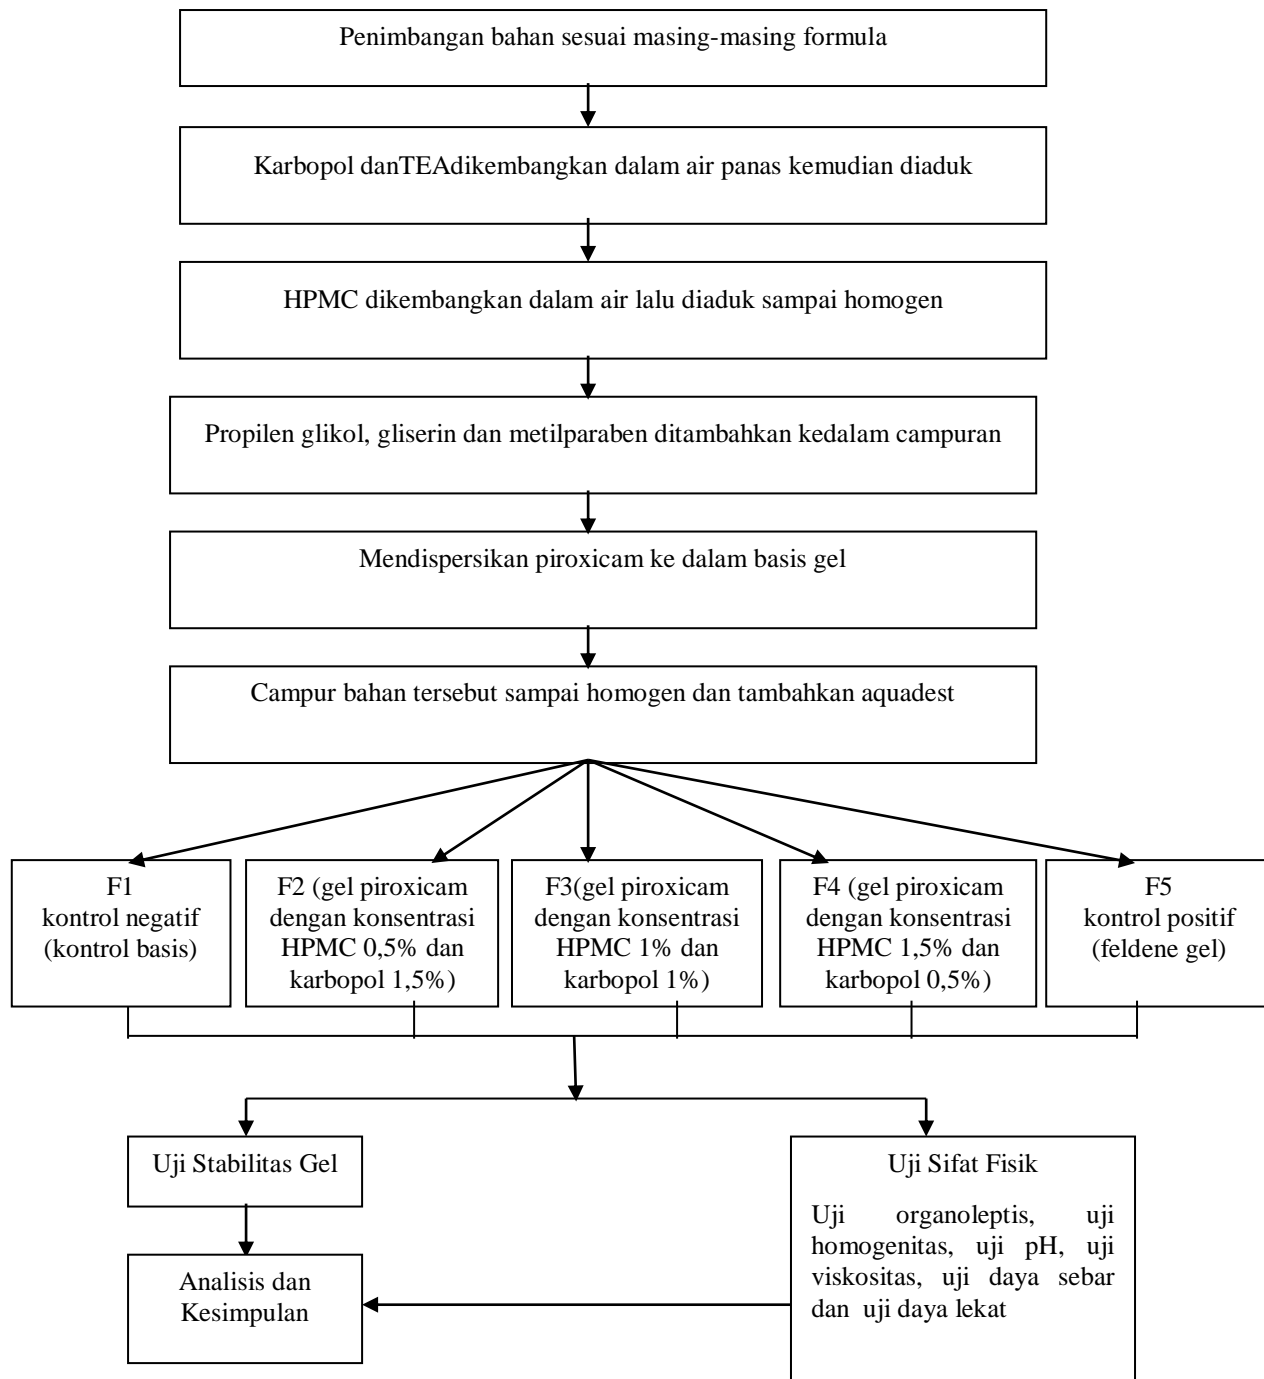 Penimbangan bahan sesuai masing-masing formula
Karbopol danTEAdikembangkan dalam air panas kemudian diaduk
HPMC dikembangkan dalam air lalu diaduk sampai homogen
Propilen glikol, gliserin dan metilparaben ditambahkan kedalam campuran
Mendispersikan piroxicam ke dalam basis gel
Campur bahan tersebut sampai homogen dan tambahkan aquadest
F1
kontrol negatif
(kontrol basis)
F2 (gel piroxicam
dengan konsentrasi
HPMC 0,5% dan
karbopol 1,5%)
F3(gel piroxicam
dengan konsentrasi
HPMC 1% dan
karbopol 1%)
F4 (gel piroxicam
dengan konsentrasi
HPMC 1,5% dan
karbopol 0,5%)
F5
kontrol positif
(feldene gel)
Uji Stabilitas Gel
Uji Sifat Fisik
Uji organoleptis, uji
homogenitas, uji pH, uji
viskositas, uji daya sebar
dan uji daya lekat
Analisis dan
Kesimpulan